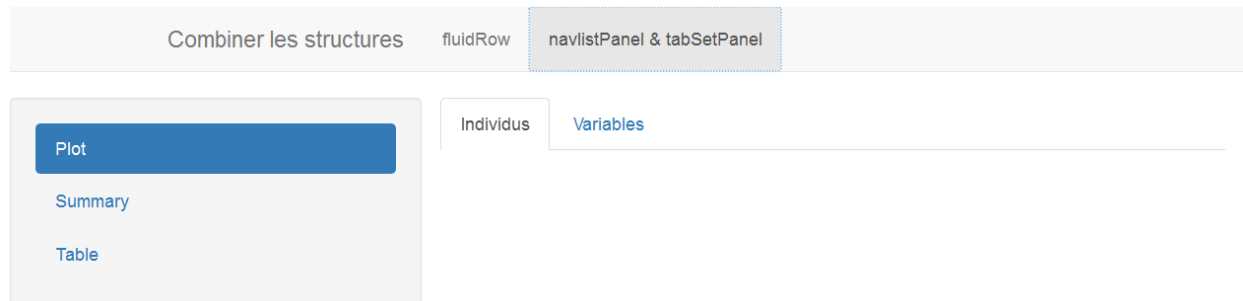 Combiner les structures fluidRow navlistPanel & tabSetPanel
Plot
Summary
Table
Individus Variables